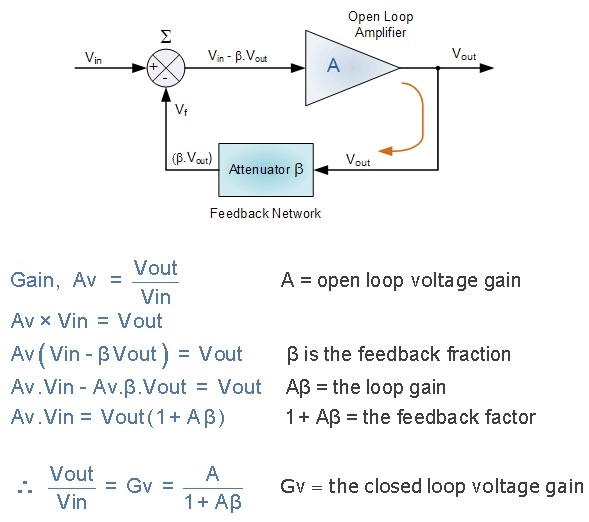 Open Loop
Amplifier
Σ
Vin
Vin - β.Vout
A
Vout
+
-
Vf
(β.Vout)
Attenuator β
Vout
Feedback Network
Gain, Av = Vout / Vin
A = open loop voltage gain
Av × Vin = Vout
Av(Vin - βVout) = Vout
β is the feedback fraction
Av.Vin - Av.β.Vout = Vout
Aβ = the loop gain
Av.Vin = Vout(1 + Aβ)
1 + Aβ = the feedback factor
∴ Vout / Vin = Gv = A / 1 + Aβ
Gv = the closed loop voltage gain